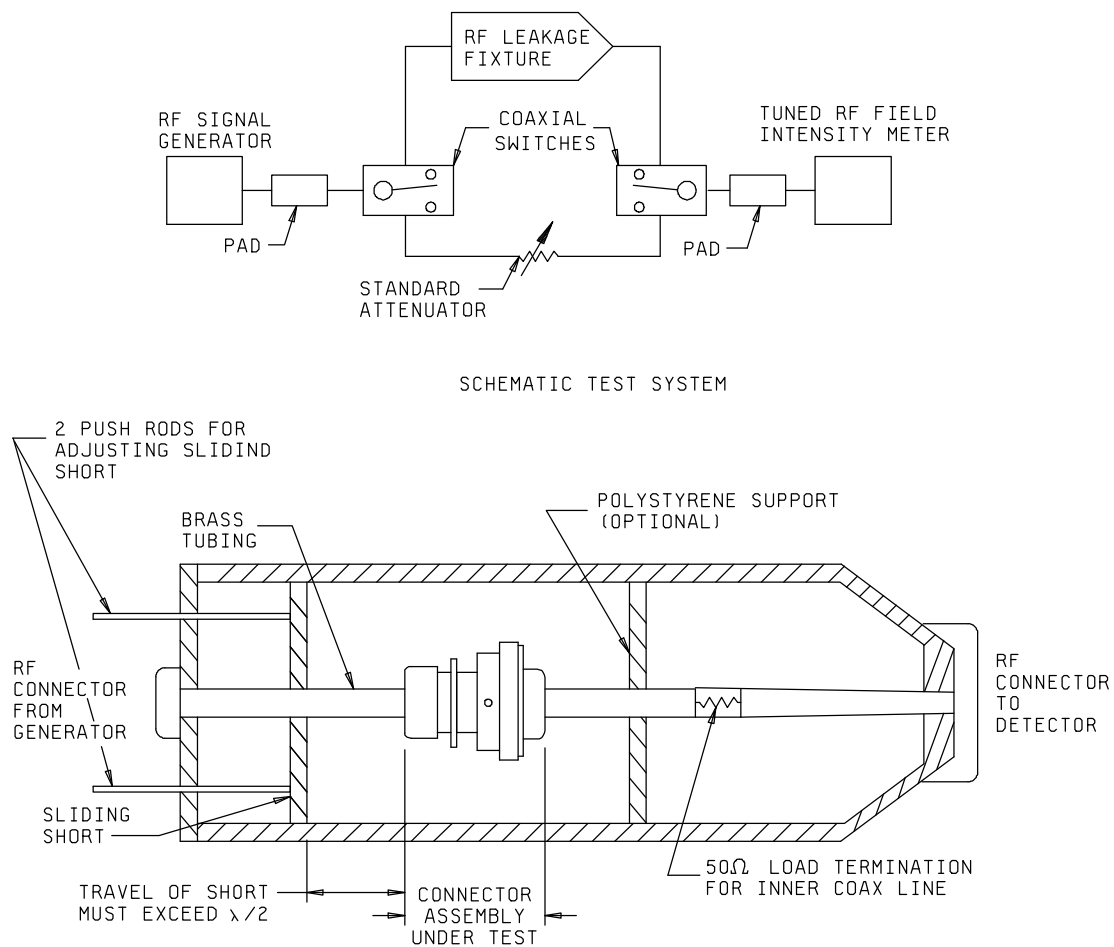 RF LEAKAGE
FIXTURE
RF SIGNAL
GENERATOR
COAXIAL
SWITCHES
TUNED RF FIELD
INTENSITY METER
PAD
PAD
STANDARD
ATTENUATOR
SCHEMATIC TEST SYSTEM
2 PUSH RODS FOR
ADJUSTING SLIDIND
SHORT
BRASS
TUBING
POLYSTYRENE SUPPORT
(OPTIONAL)
RF
CONNECTOR
FROM
GENERATOR
RF
CONNECTOR
TO
DETECTOR
SLIDING
SHORT
TRAVEL OF SHORT
MUST EXCEED λ/2
CONNECTOR
ASSEMBLY
UNDER TEST
50Ω LOAD TERMINATION
FOR INNER COAX LINE